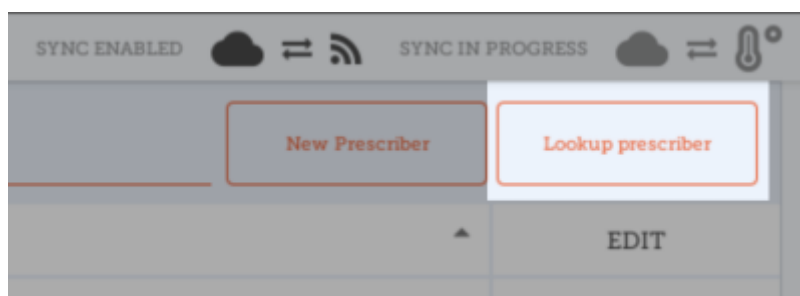 SYNC ENABLED SYNC IN PROGRESS
New Prescriber Lookup prescriber
EDIT